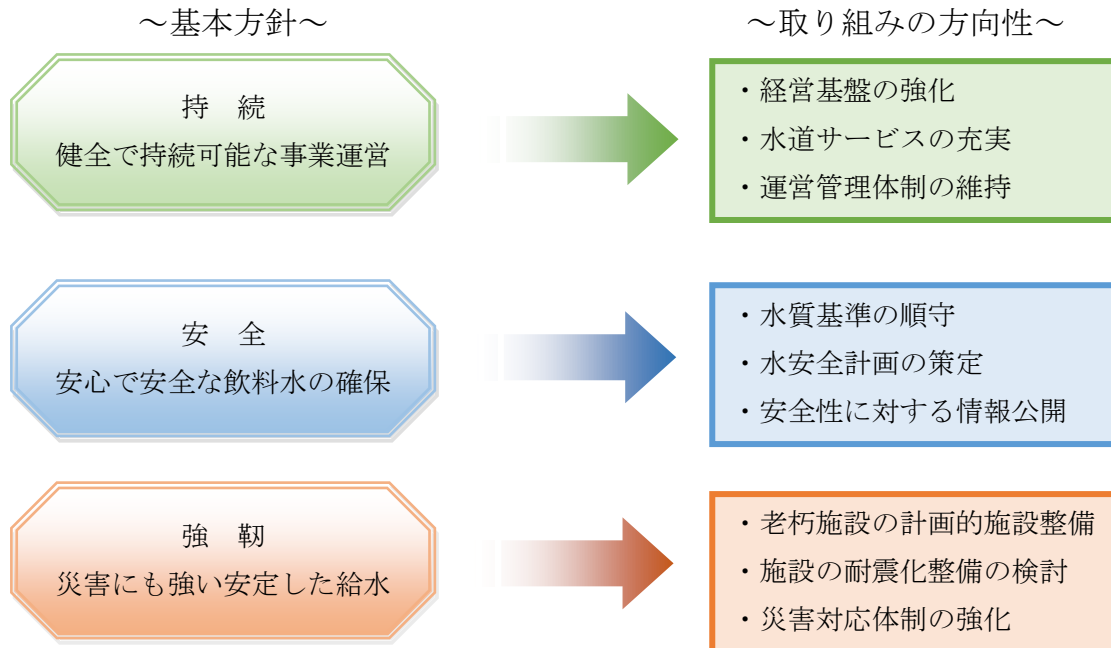 ～基本方針～
～取り組みの方向性～
持　続
健全で持続可能な事業運営
・経営基盤の強化
・水道サービスの充実
・運営管理体制の維持
安　全
安心で安全な飲料水の確保
・水質基準の順守
・水安全計画の策定
・安全性に対する情報公開
強　靭
災害にも強い安定した給水
・老朽施設の計画的施設整備
・施設の耐震化整備の検討
・災害対応体制の強化